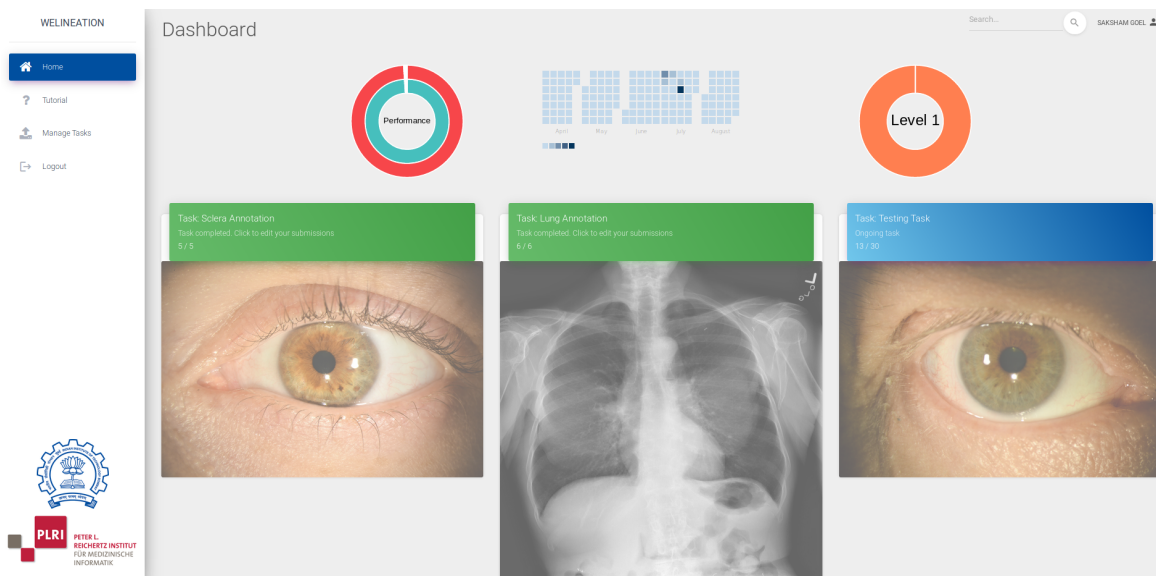 WELINEATION
Home
Tutorial
Manage Tasks
Logout
PLRI
PETER L.
REICHERTZ INSTITUT
FÜR MEDIZINISCHE
INFORMATIK
Dashboard
Search...
SAKSHAM GOEL
Performance
April May June July August
Level 1
Task: Sclera Annotation
Task completed. Click to edit your submissions
5 / 5
Task: Lung Annotation
Task completed. Click to edit your submissions
6 / 6
Task: Testing Task
Ongoing task
13 / 30